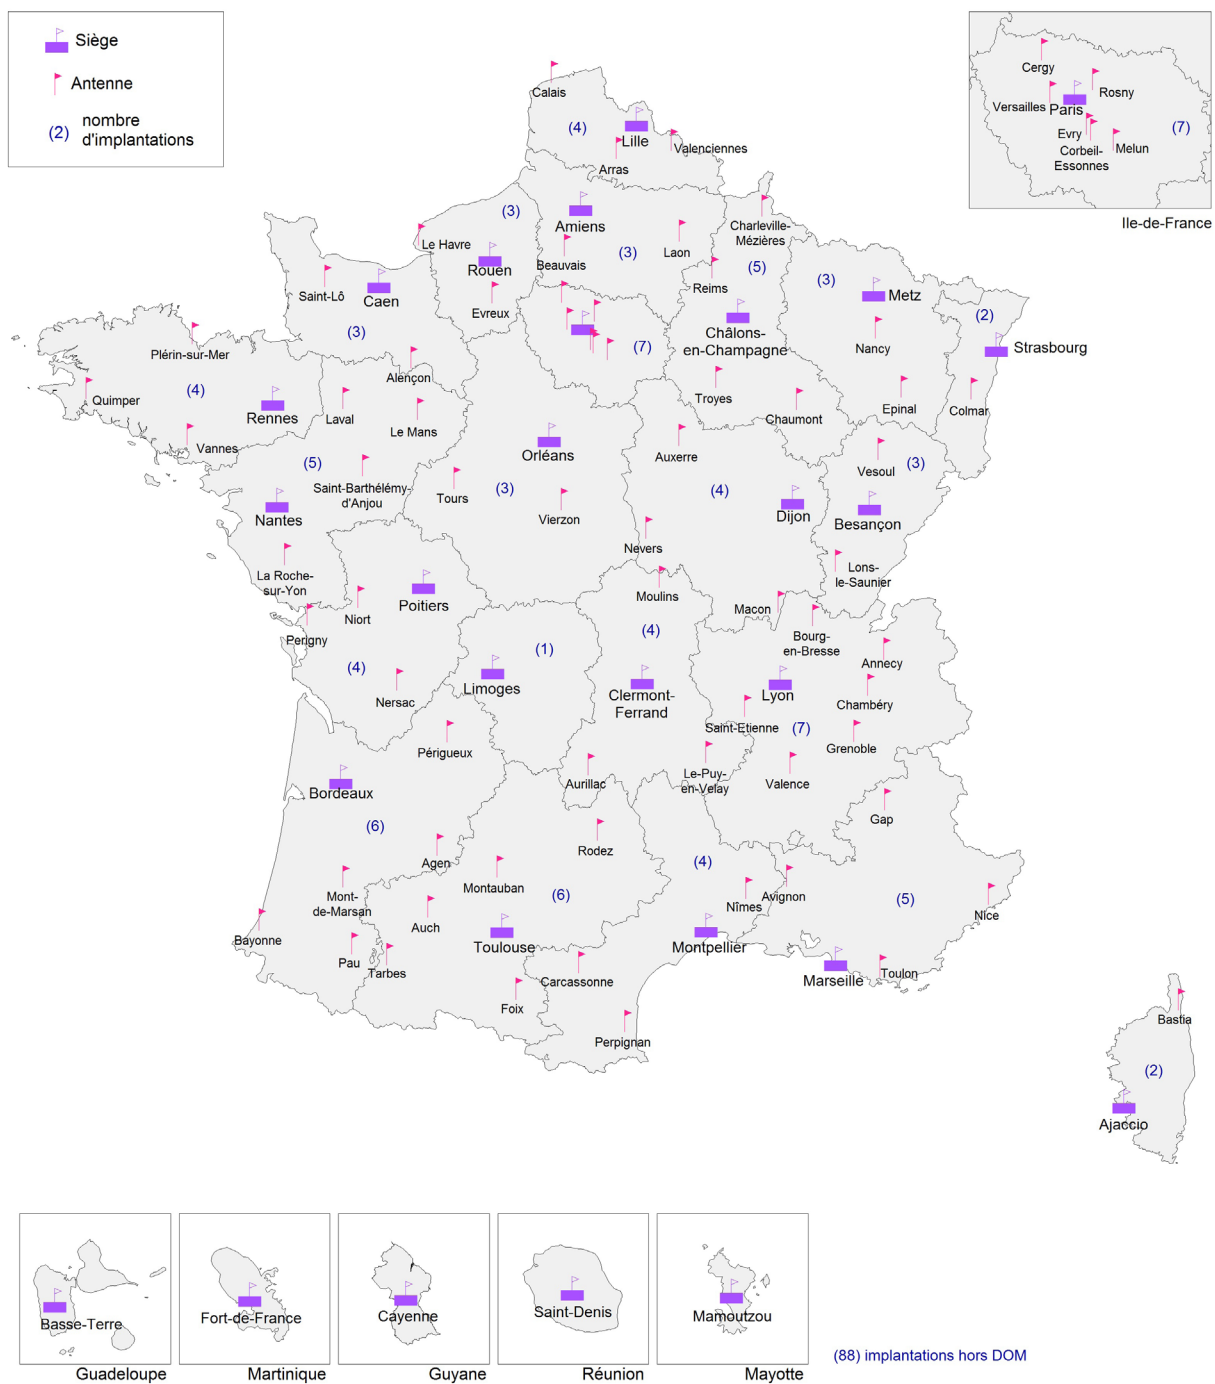 Siège
Antenne
(2) nombre
d'implantations
Cergy
Rosny
Versailles
Paris
Evry
Corbeil-
Essonnes
Melun
(7)
Ile-de-France
Calais
(4)
Lille
Valenciennes
Arras
(3)
Amiens
Beauvais
Laon
(3)
Charleville-
Mézières
(5)
Reims
Châlons-
en-Champagne
Troyes
Chaumont
(3)
Metz
Nancy
Epinal
(2)
Strasbourg
Colmar
Le Havre
Rouen
Evreux
Saint-Lô
Caen
(3)
Alençon
(7)
Plérin-sur-Mer
(4)
Quimper
Rennes
Vannes
Laval
Le Mans
(5)
Saint-Barthélémy-
d'Anjou
Nantes
La Roche-
sur-Yon
Orléans
Tours
(3)
Vierzon
Auxerre
(4)
Dijon
Nevers
Macon
Vesoul
(3)
Besançon
Lons-
le-Saunier
Poitiers
Niort
Perigny
(4)
Nersac
(1)
Limoges
Moulins
(4)
Clermont-
Ferrand
Aurillac
Le-Puy-
en-Velay
Bourg-
en-Bresse
Annecy
Lyon
Chambéry
Saint-Etienne
(7)
Grenoble
Valence
Périgueux
Bordeaux
(6)
Agen
Mont-
de-Marsan
Bayonne
Pau
Rodez
Montauban
(6)
Auch
Toulouse
Tarbes
Foix
(4)
Nîmes
Montpellier
Carcassonne
Perpignan
Gap
Avignon
(5)
Nice
Marseille
Toulon
Bastia
(2)
Ajaccio
Basse-Terre
Guadeloupe
Fort-de-France
Martinique
Cayenne
Guyane
Saint-Denis
Réunion
Mamoutzou
Mayotte
(88) implantations hors DOM